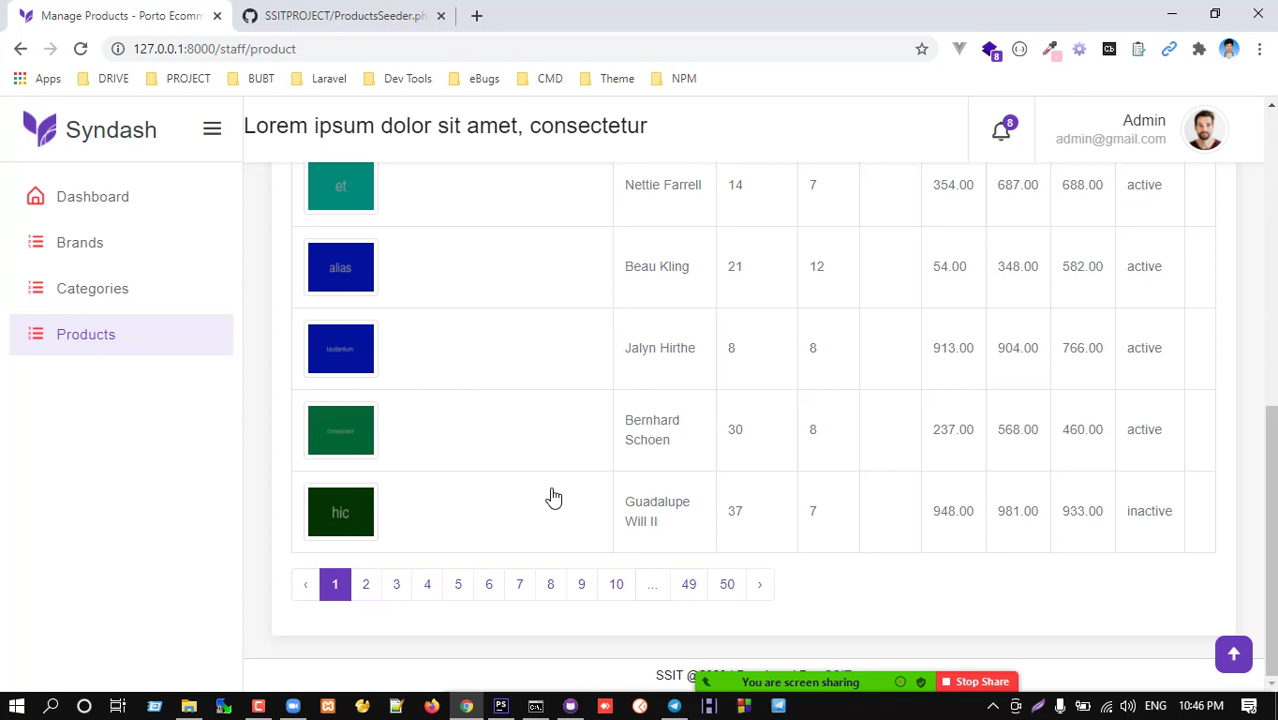 Manage Products - Porto Ecomm
SSITPROJECT/ProductsSeeder.ph
127.0.0.1:8000/staff/product
8
Cb
Apps DRIVE PROJECT BUBT Laravel Dev Tools eBugs CMD Theme NPM
Syndash
Lorem ipsum dolor sit amet, consectetur
8
Admin
admin@gmail.com
Dashboard
Brands
Categories
Products
et Nettie Farrell 14 7 354.00 687.00 688.00 active
alias Beau Kling 21 12 54.00 348.00 582.00 active
laudantium Jalyn Hirthe 8 8 913.00 904.00 766.00 active
Bernhard
Schoen
30 8 237.00 568.00 460.00 active
hic
Guadalupe
Will II
37 7 948.00 981.00 933.00 inactive
‹ 1 2 3 4 5 6 7 8 9 10 ... 49 50 ›
SSIT
You are screen sharing
Stop Share
10:46 PM